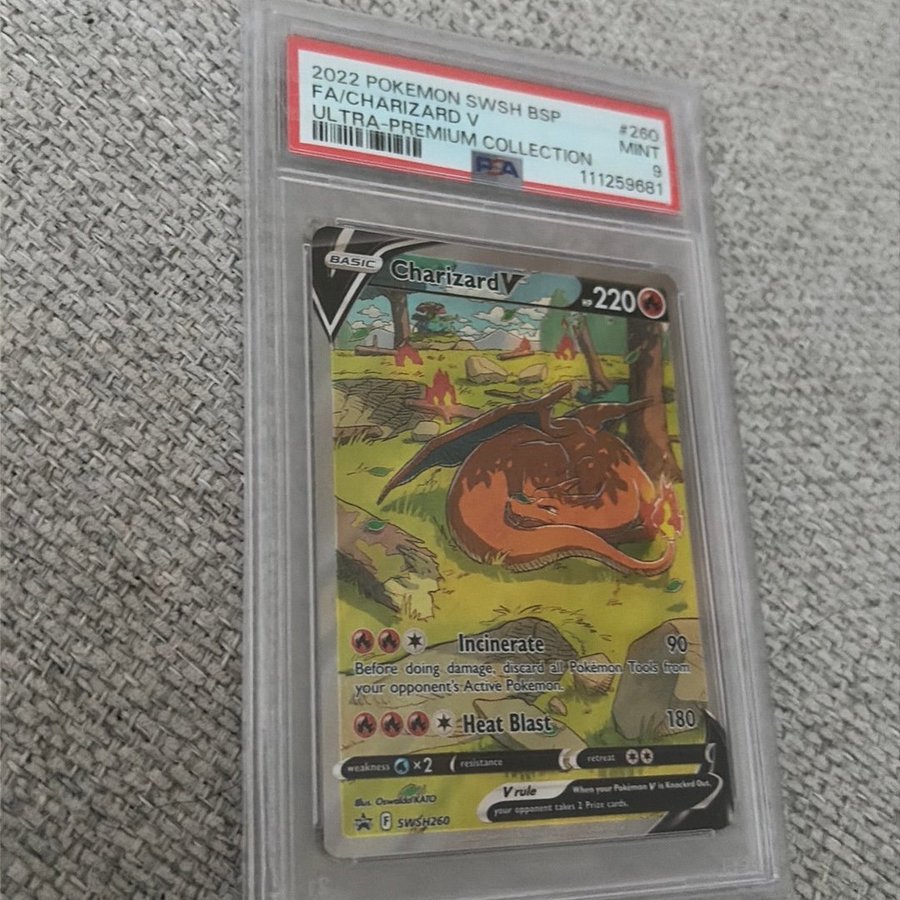 2022 POKEMON SWSH BSP #260
FA/CHARIZARD V MINT
ULTRA-PREMIUM COLLECTION 9
PSA 111259681
BASIC Charizard V HP 220
Incinerate 90
Before doing damage, discard all Pokémon Tools from
your opponent's Active Pokémon.
Heat Blast 180
weakness ×2 resistance retreat
V rule When your Pokémon V is Knocked Out,
your opponent takes 2 Prize cards.
Illus. Oswaldo KATO
F SWSH260